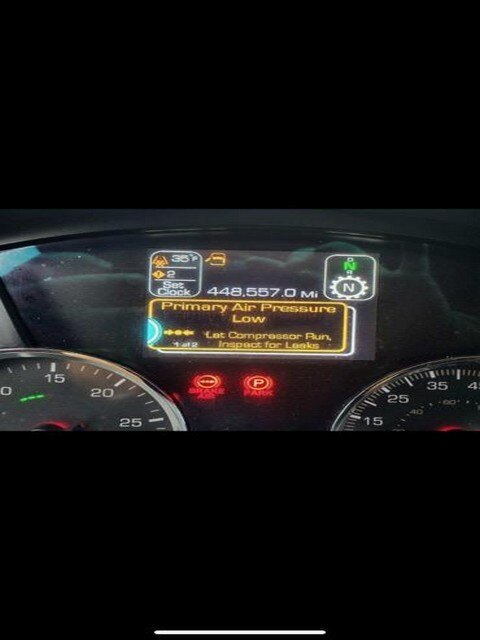 35°F
2
Set
Clock
448,557.0 Mi
N
N
Primary Air Pressure
Low
Let Compressor Run,
1 of 2
Inspect for Leaks
BRAKE
AIR
P
PARK
15
20
25
15
25
35
45